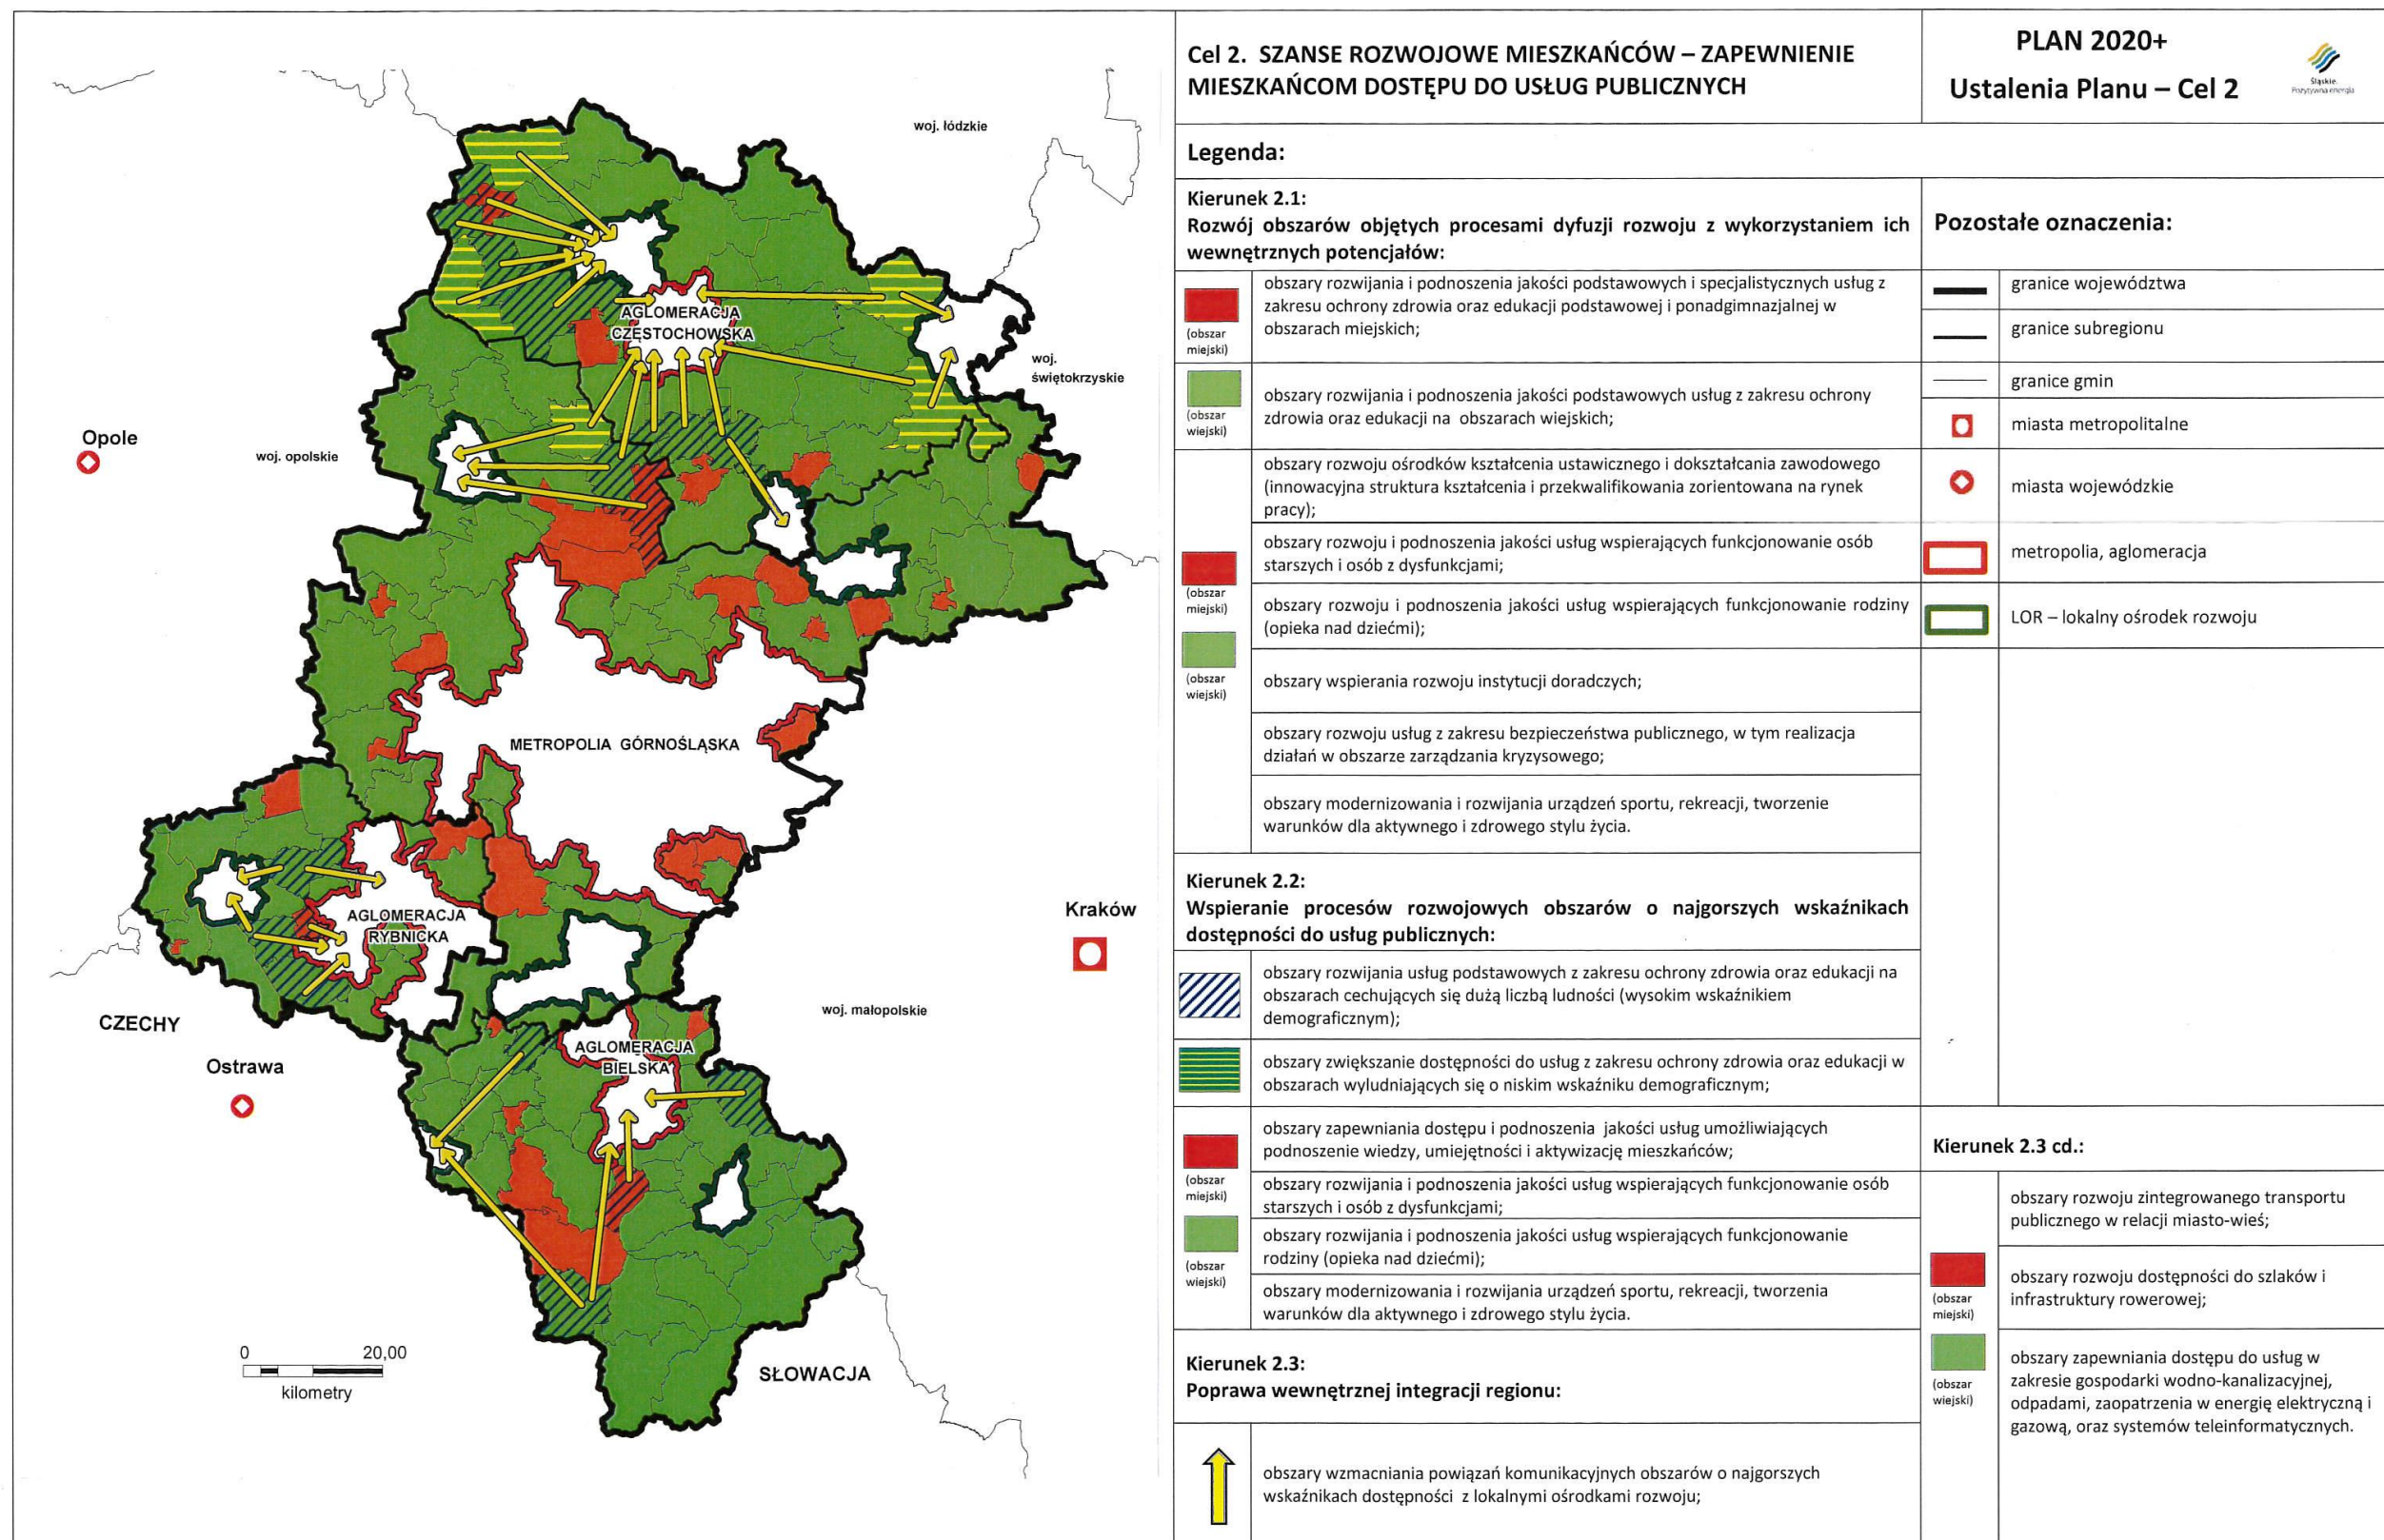 Cel 2. SZANSE ROZWOJOWE MIESZKAŃCÓW – ZAPEWNIENIE
MIESZKAŃCOM DOSTĘPU DO USŁUG PUBLICZNYCH
PLAN 2020+
Ustalenia Planu – Cel 2
Śląskie.
Pozytywna energia
woj. łódzkie
AGLOMERACJA
CZĘSTOCHOWSKA
woj.
świętokrzyskie
Opole
woj. opolskie
METROPOLIA GÓRNOŚLĄSKA
AGLOMERACJA
RYBNICKA
Kraków
CZECHY
woj. małopolskie
AGLOMERACJA
BIELSKA
Ostrawa
0 20,00
kilometry
SŁOWACJA
Legenda:
Kierunek 2.1:
Rozwój obszarów objętych procesami dyfuzji rozwoju z wykorzystaniem ich
wewnętrznych potencjałów:
(obszar
miejski)
obszary rozwijania i podnoszenia jakości podstawowych i specjalistycznych usług z
zakresu ochrony zdrowia oraz edukacji podstawowej i ponadgimnazjalnej w
obszarach miejskich;
(obszar
wiejski)
obszary rozwijania i podnoszenia jakości podstawowych usług z zakresu ochrony
zdrowia oraz edukacji na obszarach wiejskich;
obszary rozwoju ośrodków kształcenia ustawicznego i dokształcania zawodowego
(innowacyjna struktura kształcenia i przekwalifikowania zorientowana na rynek
pracy);
obszary rozwoju i podnoszenia jakości usług wspierających funkcjonowanie osób
starszych i osób z dysfunkcjami;
(obszar
miejski)
obszary rozwoju i podnoszenia jakości usług wspierających funkcjonowanie rodziny
(opieka nad dziećmi);
(obszar
wiejski)
obszary wspierania rozwoju instytucji doradczych;
obszary rozwoju usług z zakresu bezpieczeństwa publicznego, w tym realizacja
działań w obszarze zarządzania kryzysowego;
obszary modernizowania i rozwijania urządzeń sportu, rekreacji, tworzenie
warunków dla aktywnego i zdrowego stylu życia.
Kierunek 2.2:
Wspieranie procesów rozwojowych obszarów o najgorszych wskaźnikach
dostępności do usług publicznych:
obszary rozwijania usług podstawowych z zakresu ochrony zdrowia oraz edukacji na
obszarach cechujących się dużą liczbą ludności (wysokim wskaźnikiem
demograficznym);
obszary zwiększanie dostępności do usług z zakresu ochrony zdrowia oraz edukacji w
obszarach wyludniających się o niskim wskaźniku demograficznym;
obszary zapewniania dostępu i podnoszenia jakości usług umożliwiających
podnoszenie wiedzy, umiejętności i aktywizację mieszkańców;
(obszar
miejski)
obszary rozwijania i podnoszenia jakości usług wspierających funkcjonowanie osób
starszych i osób z dysfunkcjami;
obszary rozwijania i podnoszenia jakości usług wspierających funkcjonowanie
rodziny (opieka nad dziećmi);
(obszar
wiejski)
obszary modernizowania i rozwijania urządzeń sportu, rekreacji, tworzenia
warunków dla aktywnego i zdrowego stylu życia.
Kierunek 2.3:
Poprawa wewnętrznej integracji regionu:
obszary wzmacniania powiązań komunikacyjnych obszarów o najgorszych
wskaźnikach dostępności z lokalnymi ośrodkami rozwoju;
Pozostałe oznaczenia:
granice województwa
granice subregionu
granice gmin
miasta metropolitalne
miasta wojewódzkie
metropolia, aglomeracja
LOR – lokalny ośrodek rozwoju
Kierunek 2.3 cd.:
obszary rozwoju zintegrowanego transportu
publicznego w relacji miasto-wieś;
(obszar
miejski)
obszary rozwoju dostępności do szlaków i
infrastruktury rowerowej;
(obszar
wiejski)
obszary zapewniania dostępu do usług w
zakresie gospodarki wodno-kanalizacyjnej,
odpadami, zaopatrzenia w energię elektryczną i
gazową, oraz systemów teleinformatycznych.